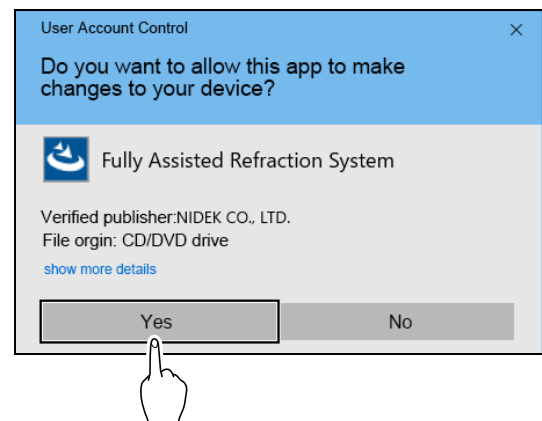 User Account Control
Do you want to allow this app to make
changes to your device?
Fully Assisted Refraction System
Verified publisher:NIDEK CO., LTD.
File orgin: CD/DVD drive
show more details
Yes
No